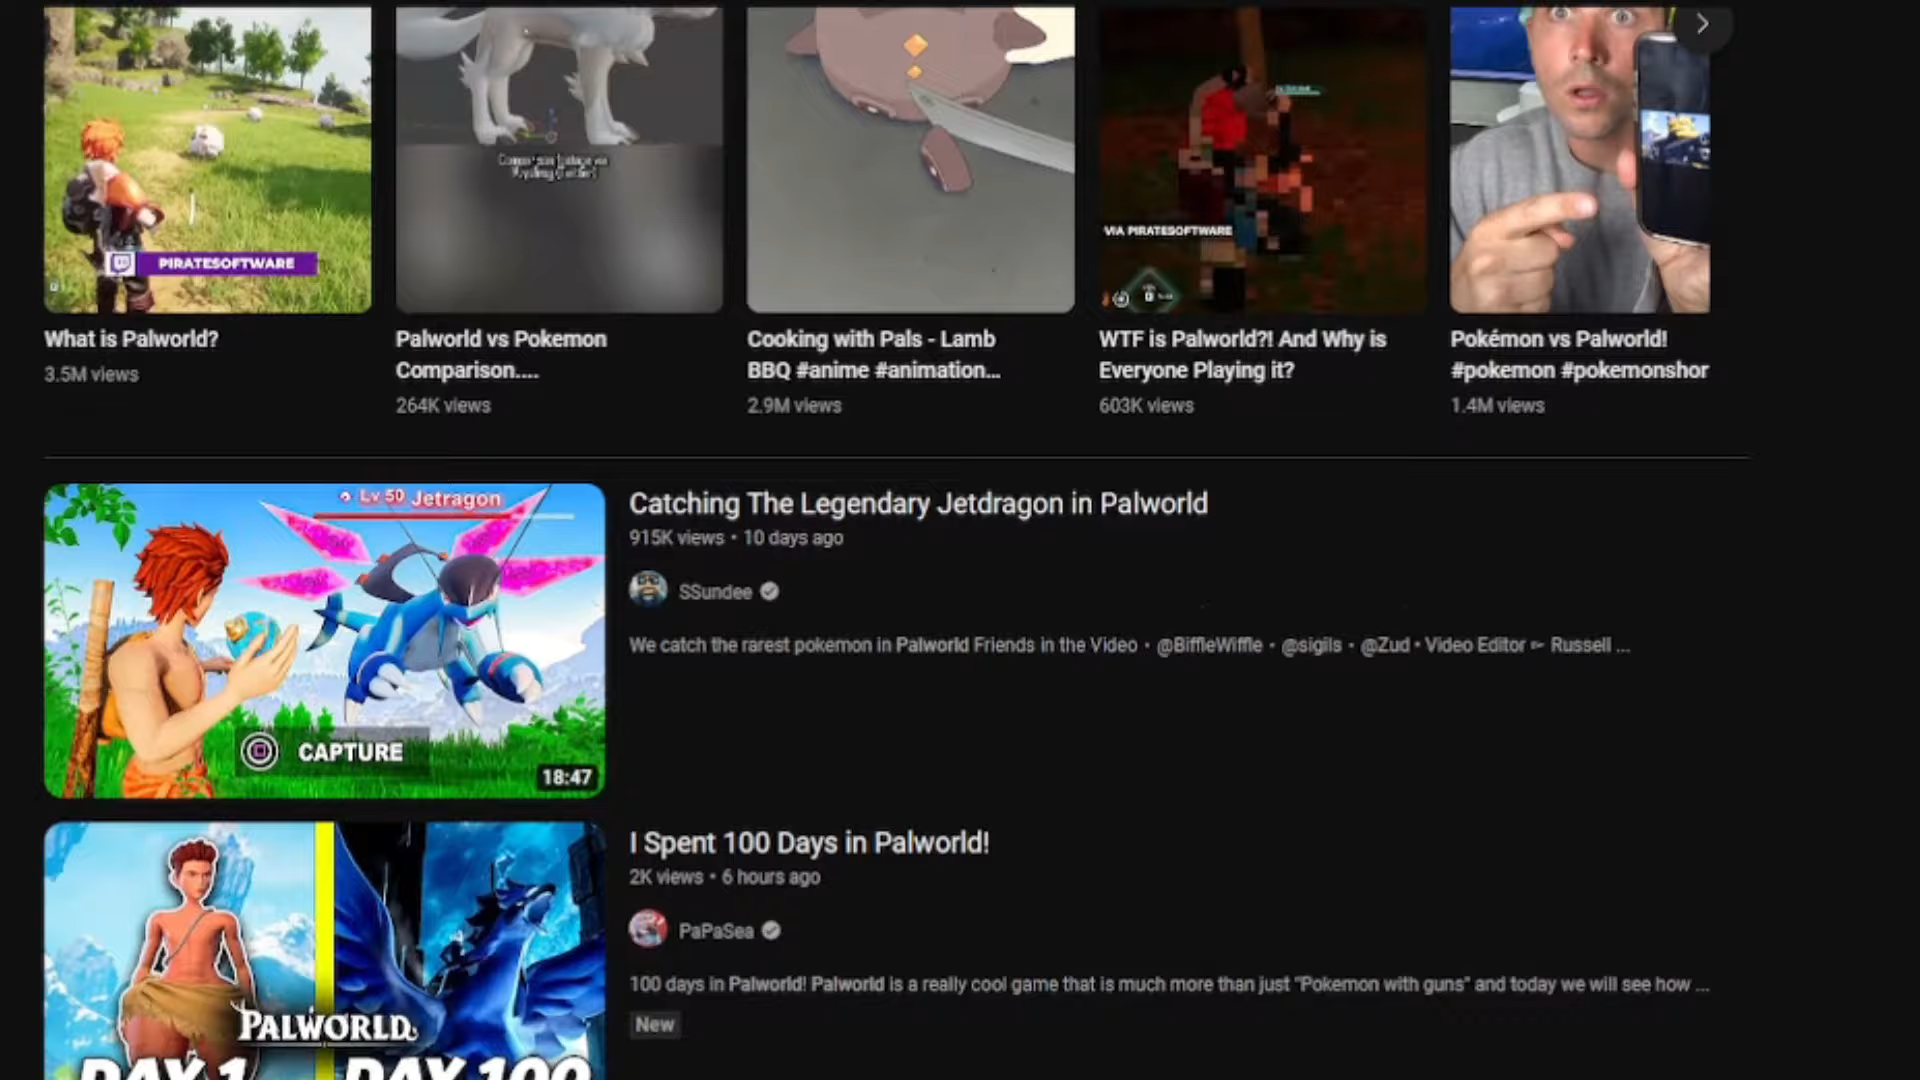 PIRATESOFTWARE
VIA PIRATESOFTWARE
What is Palworld?
3.5M views
Palworld vs Pokemon
Comparison....
264K views
Cooking with Pals - Lamb
BBQ #anime #animation...
2.9M views
WTF is Palworld?! And Why is
Everyone Playing it?
603K views
Pokémon vs Palworld!
#pokemon #pokemonshor
1.4M views
Lv 50 Jetragon
CAPTURE
18:47
Catching The Legendary Jetdragon in Palworld
915K views • 10 days ago
SSundee
We catch the rarest pokemon in Palworld Friends in the Video • @BiffleWiffle • @sigils • @Zud • Video Editor ➳ Russell ...
PALWORLD
DAY 1
DAY 100
I Spent 100 Days in Palworld!
2K views • 6 hours ago
PaPaSea
100 days in Palworld! Palworld is a really cool game that is much more than just "Pokemon with guns" and today we will see how ...
New